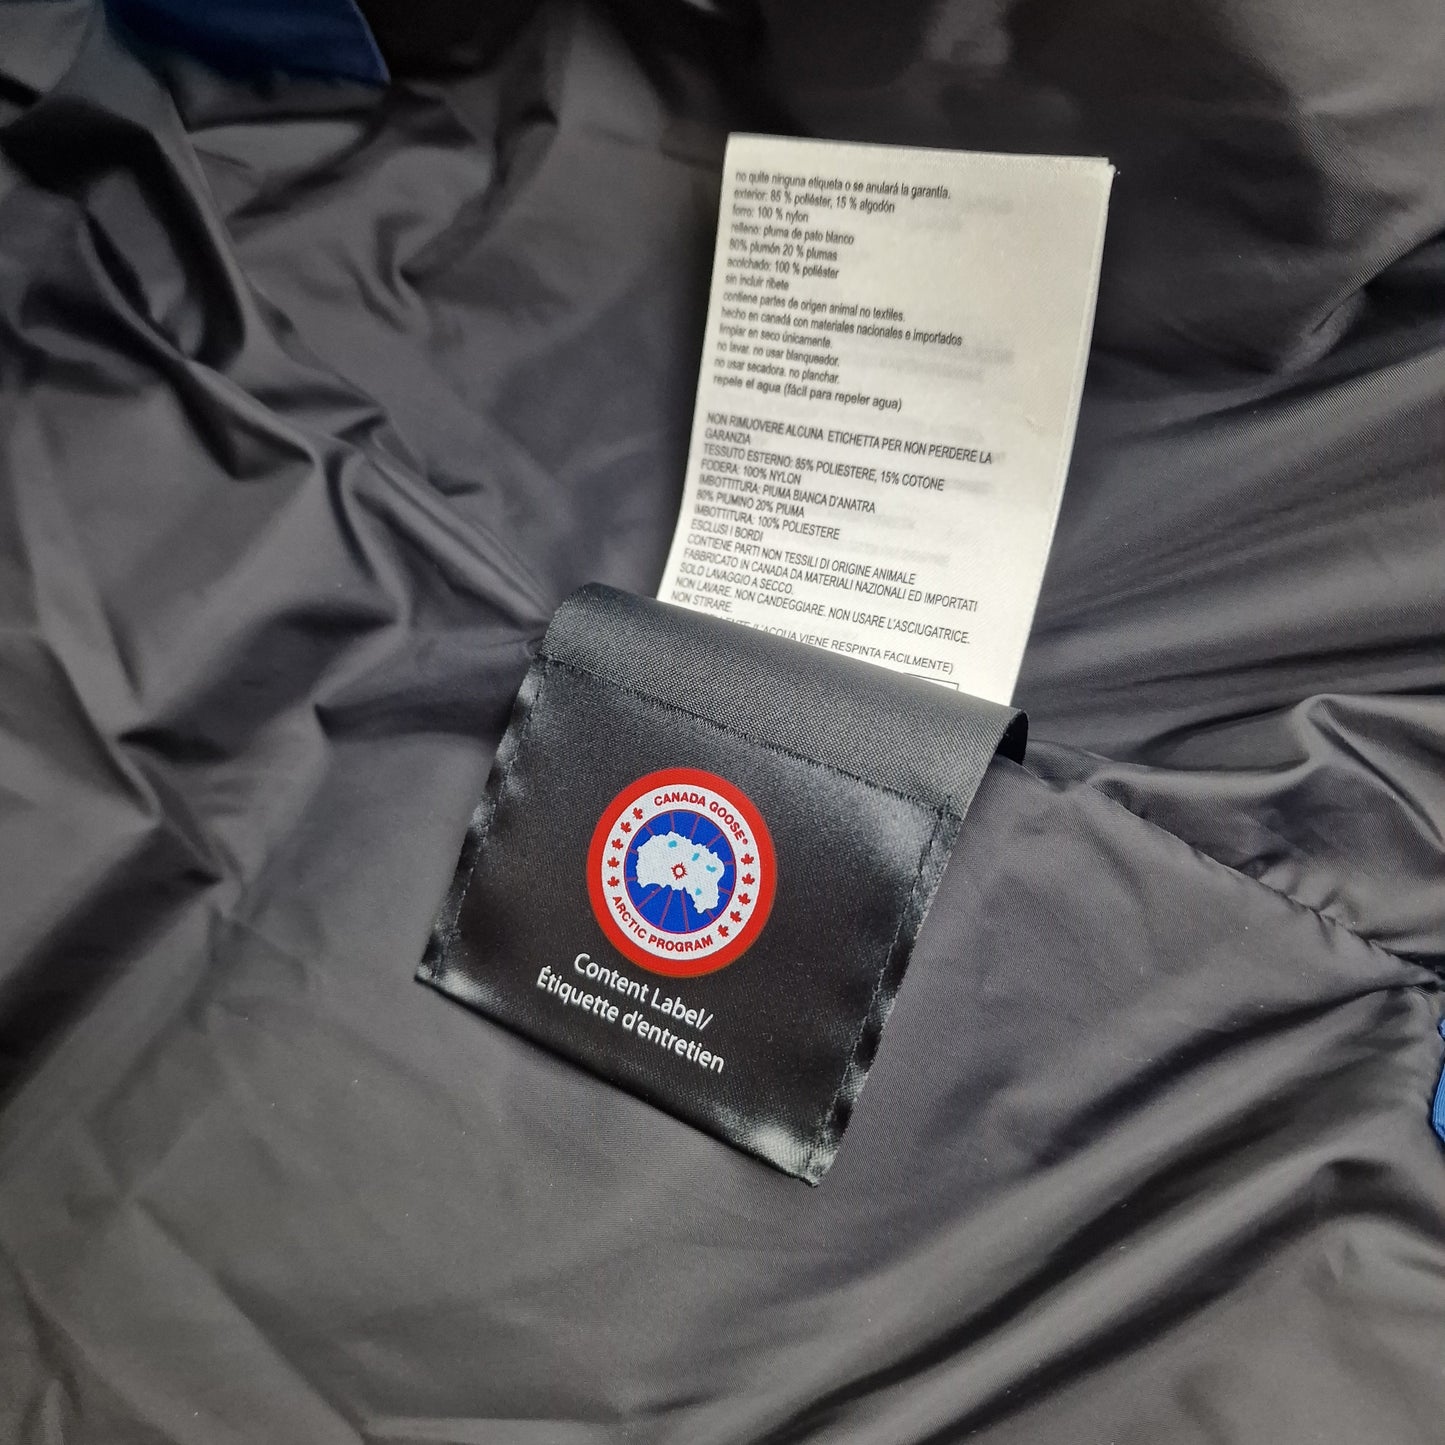 no quite ninguna etiqueta o se anulará la garantía.
exterior: 85 % poliéster, 15 % algodón
forro: 100 % nylon
relleno: pluma de pato blanco
80% plumón 20 % plumas
acolchado: 100 % poliéster
sin incluir ribete
contiene partes de origen animal no textiles.
hecho en canadá con materiales nacionales e importados
limpiar en seco únicamente.
no lavar. no usar blanqueador.
no usar secadora. no planchar.
repele el agua (fácil para repeler agua)
NON RIMUOVERE ALCUNA ETICHETTA PER NON PERDERE LA
GARANZIA
TESSUTO ESTERNO: 85% POLIESTERE, 15% COTONE
FODERA: 100% NYLON
IMBOTTITURA: PIUMA BIANCA D'ANATRA
80% PIUMINO 20% PIUMA
IMBOTTITURA: 100% POLIESTERE
ESCLUSI I BORDI
CONTIENE PARTI NON TESSILI DI ORIGINE ANIMALE
FABBRICATO IN CANADA DA MATERIALI NAZIONALI ED IMPORTATI
SOLO LAVAGGIO A SECCO.
NON LAVARE. NON CANDEGGIARE. NON USARE L'ASCIUGATRICE.
NON STIRARE.
(L'ACQUA VIENE RESPINTA FACILMENTE)
CANADA GOOSE®
ARCTIC PROGRAM
Content Label/
Étiquette d'entretien